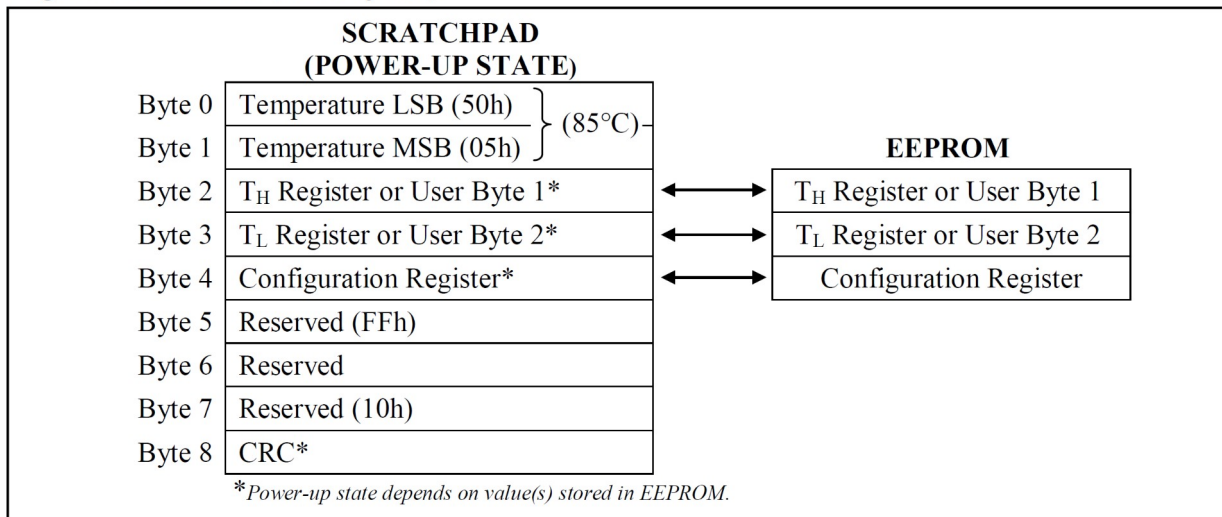 SCRATCHPAD
(POWER-UP STATE)
Byte 0 Temperature LSB (50h)
(85°C)
Byte 1 Temperature MSB (05h)
EEPROM
Byte 2 TH Register or User Byte 1* TH Register or User Byte 1
Byte 3 TL Register or User Byte 2* TL Register or User Byte 2
Byte 4 Configuration Register* Configuration Register
Byte 5 Reserved (FFh)
Byte 6 Reserved
Byte 7 Reserved (10h)
Byte 8 CRC*
*Power-up state depends on value(s) stored in EEPROM.